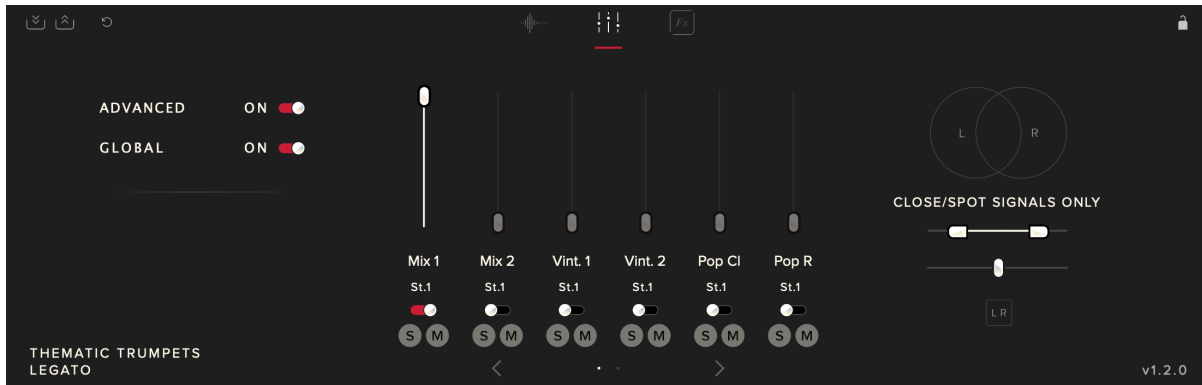 Fx
ADVANCED ON
GLOBAL ON
L R
CLOSE/SPOT SIGNALS ONLY
Mix 1 Mix 2 Vint. 1 Vint. 2 Pop Cl Pop R
St.1 St.1 St.1 St.1 St.1 St.1
S M S M S M S M S M S M
L R
THEMATIC TRUMPETS
LEGATO
v1.2.0